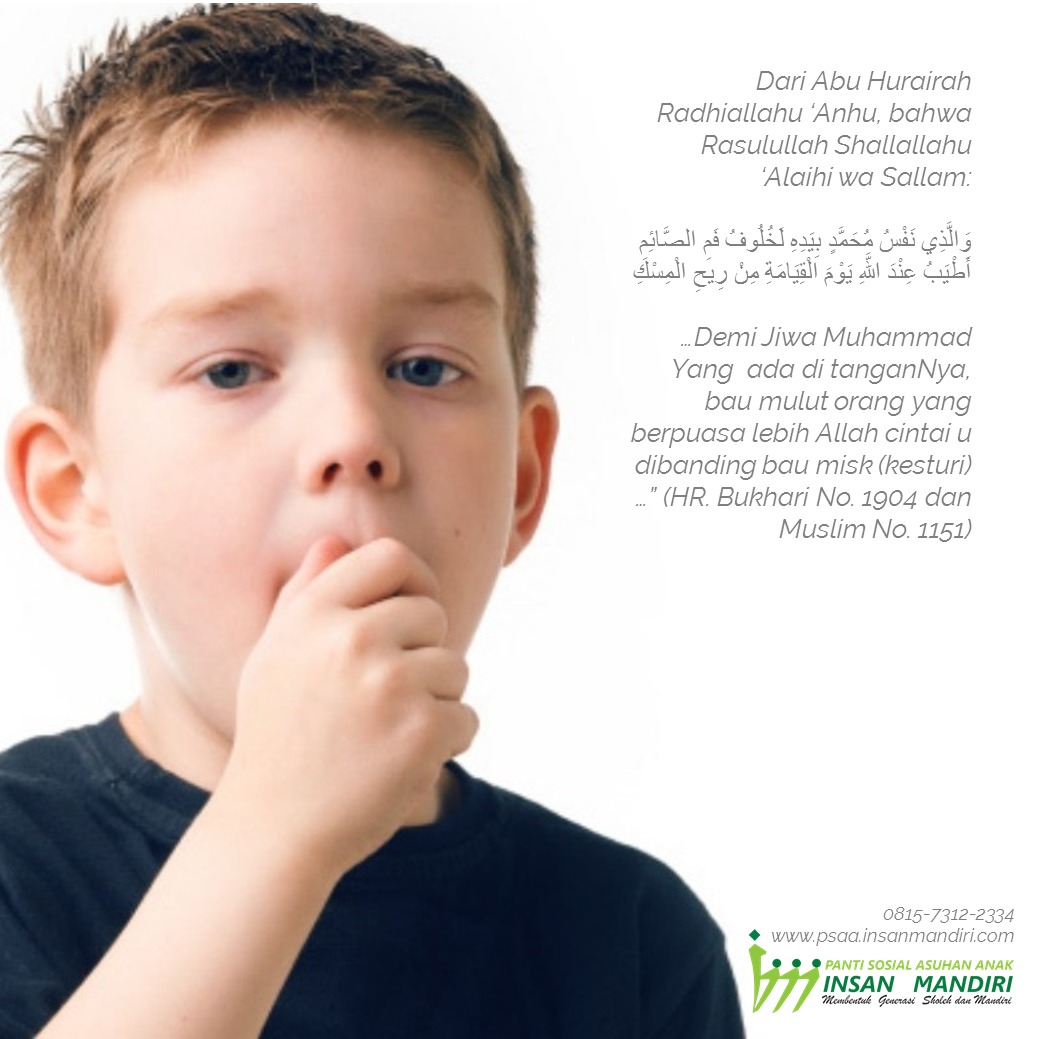 Dari Abu Hurairah
Radhiallahu ‘Anhu, bahwa
Rasulullah Shallallahu
‘Alaihi wa Sallam:
وَالَّذِي نَفْسُ مُحَمَّدٍ بِيَدِهِ لَخُلُوفُ فَمِ الصَّائِمِ
أَطْيَبُ عِنْدَ اللَّهِ يَوْمَ الْقِيَامَةِ مِنْ رِيحِ الْمِسْكِ
…Demi Jiwa Muhammad
Yang  ada di tanganNya,
bau mulut orang yang
berpuasa lebih Allah cintai u
dibanding bau misk (kesturi)
…” (HR. Bukhari No. 1904 dan
Muslim No. 1151)
0815-7312-2334
www.psaa.insanmandiri.com
PANTI SOSIAL ASUHAN ANAK
INSAN MANDIRI
Membentuk Generasi Sholeh dan Mandiri